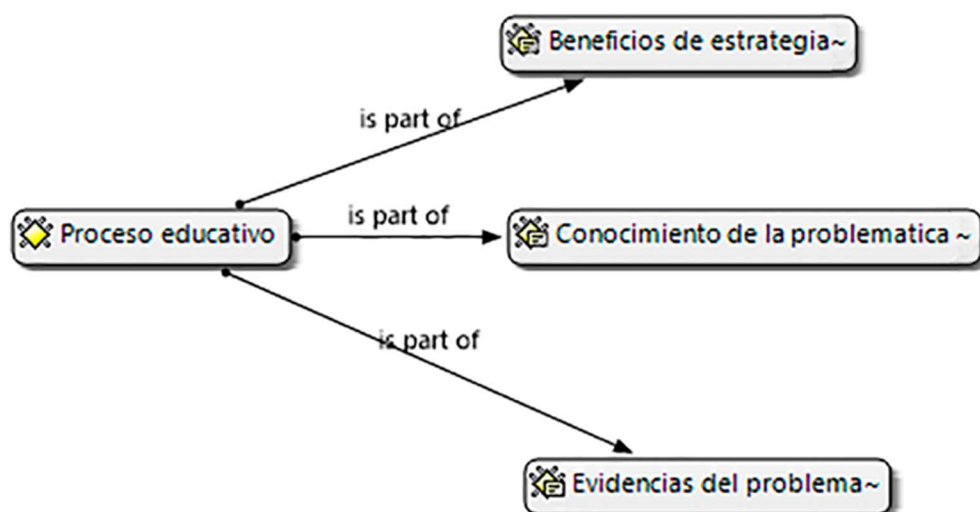 Beneficios de estrategia~
is part of
Proceso educativo
is part of
Conocimiento de la problematica ~
is part of
Evidencias del problema~